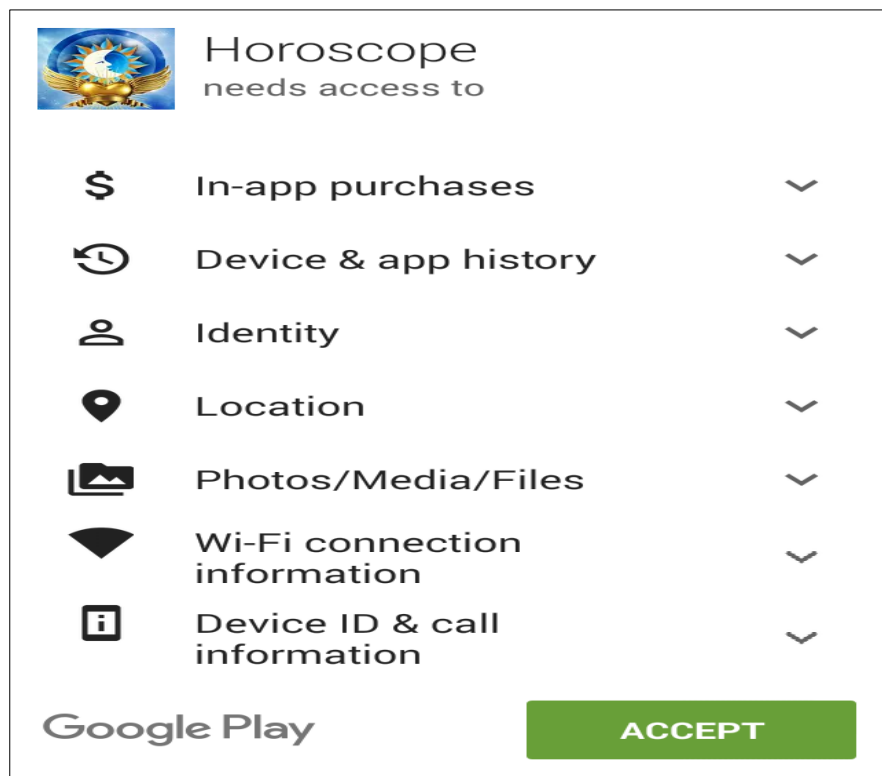 Horoscope
needs access to
$ In-app purchases
Device & app history
Identity
Location
Photos/Media/Files
Wi-Fi connection
information
Device ID & call
information
Google Play
ACCEPT